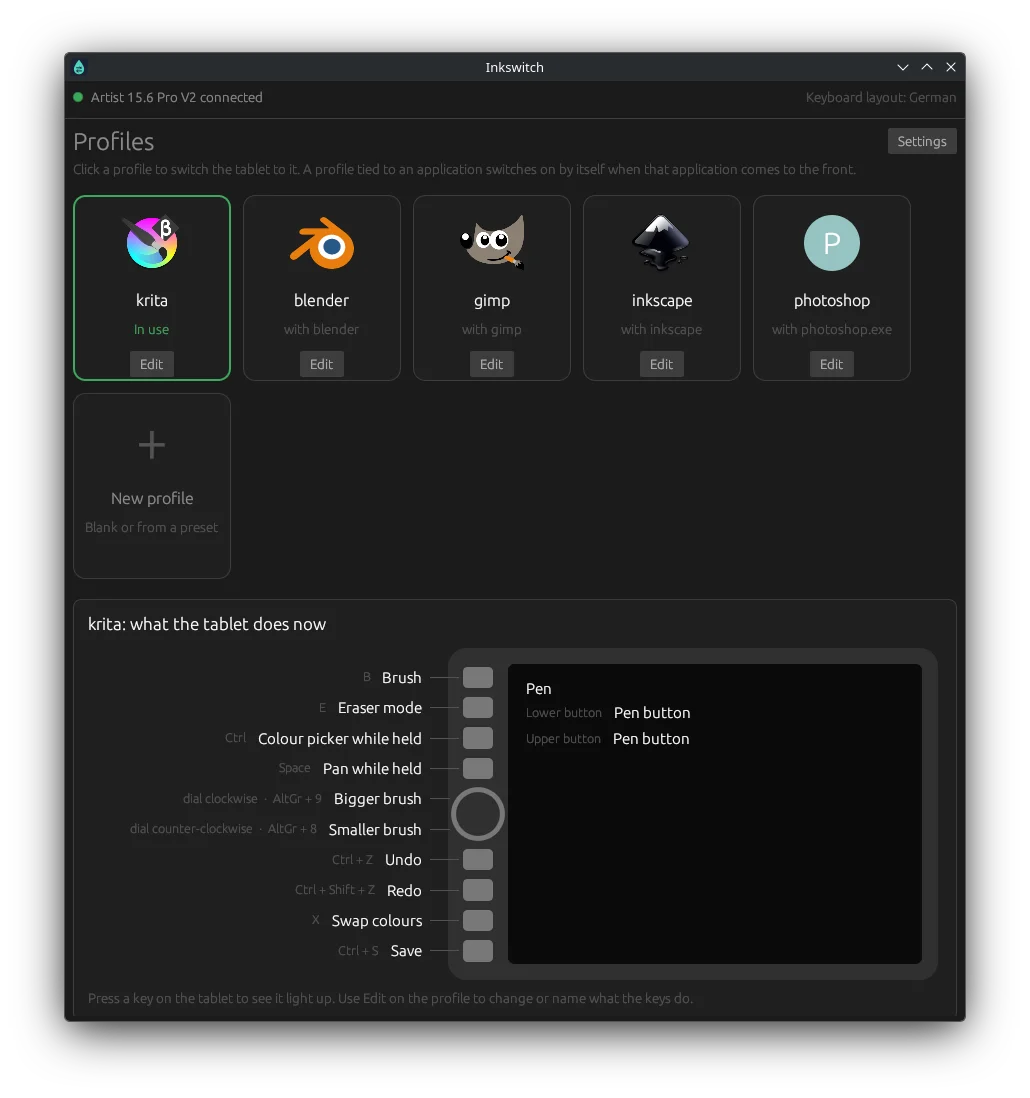 Inkswitch
Artist 15.6 Pro V2 connected
Keyboard layout: German
Profiles
Settings
Click a profile to switch the tablet to it. A profile tied to an application switches on by itself when that application comes to the front.
β
krita
In use
Edit
blender
with blender
Edit
gimp
with gimp
Edit
inkscape
with inkscape
Edit
P
photoshop
with photoshop.exe
Edit
New profile
Blank or from a preset
krita: what the tablet does now
B Brush
E Eraser mode
Ctrl Colour picker while held
Space Pan while held
dial clockwise · AltGr + 9 Bigger brush
dial counter-clockwise · AltGr + 8 Smaller brush
Ctrl + Z Undo
Ctrl + Shift + Z Redo
X Swap colours
Ctrl + S Save
Pen
Lower button Pen button
Upper button Pen button
Press a key on the tablet to see it light up. Use Edit on the profile to change or name what the keys do.